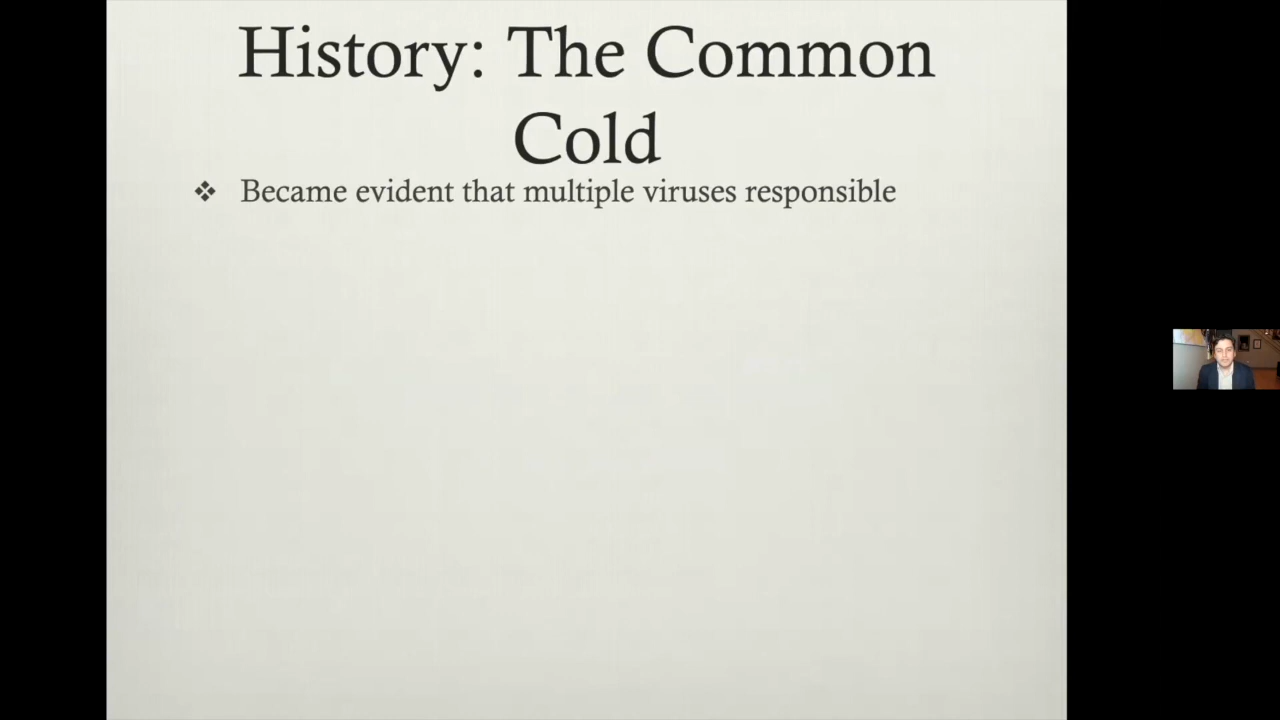 History: The Common
Cold
❖ Became evident that multiple viruses responsible